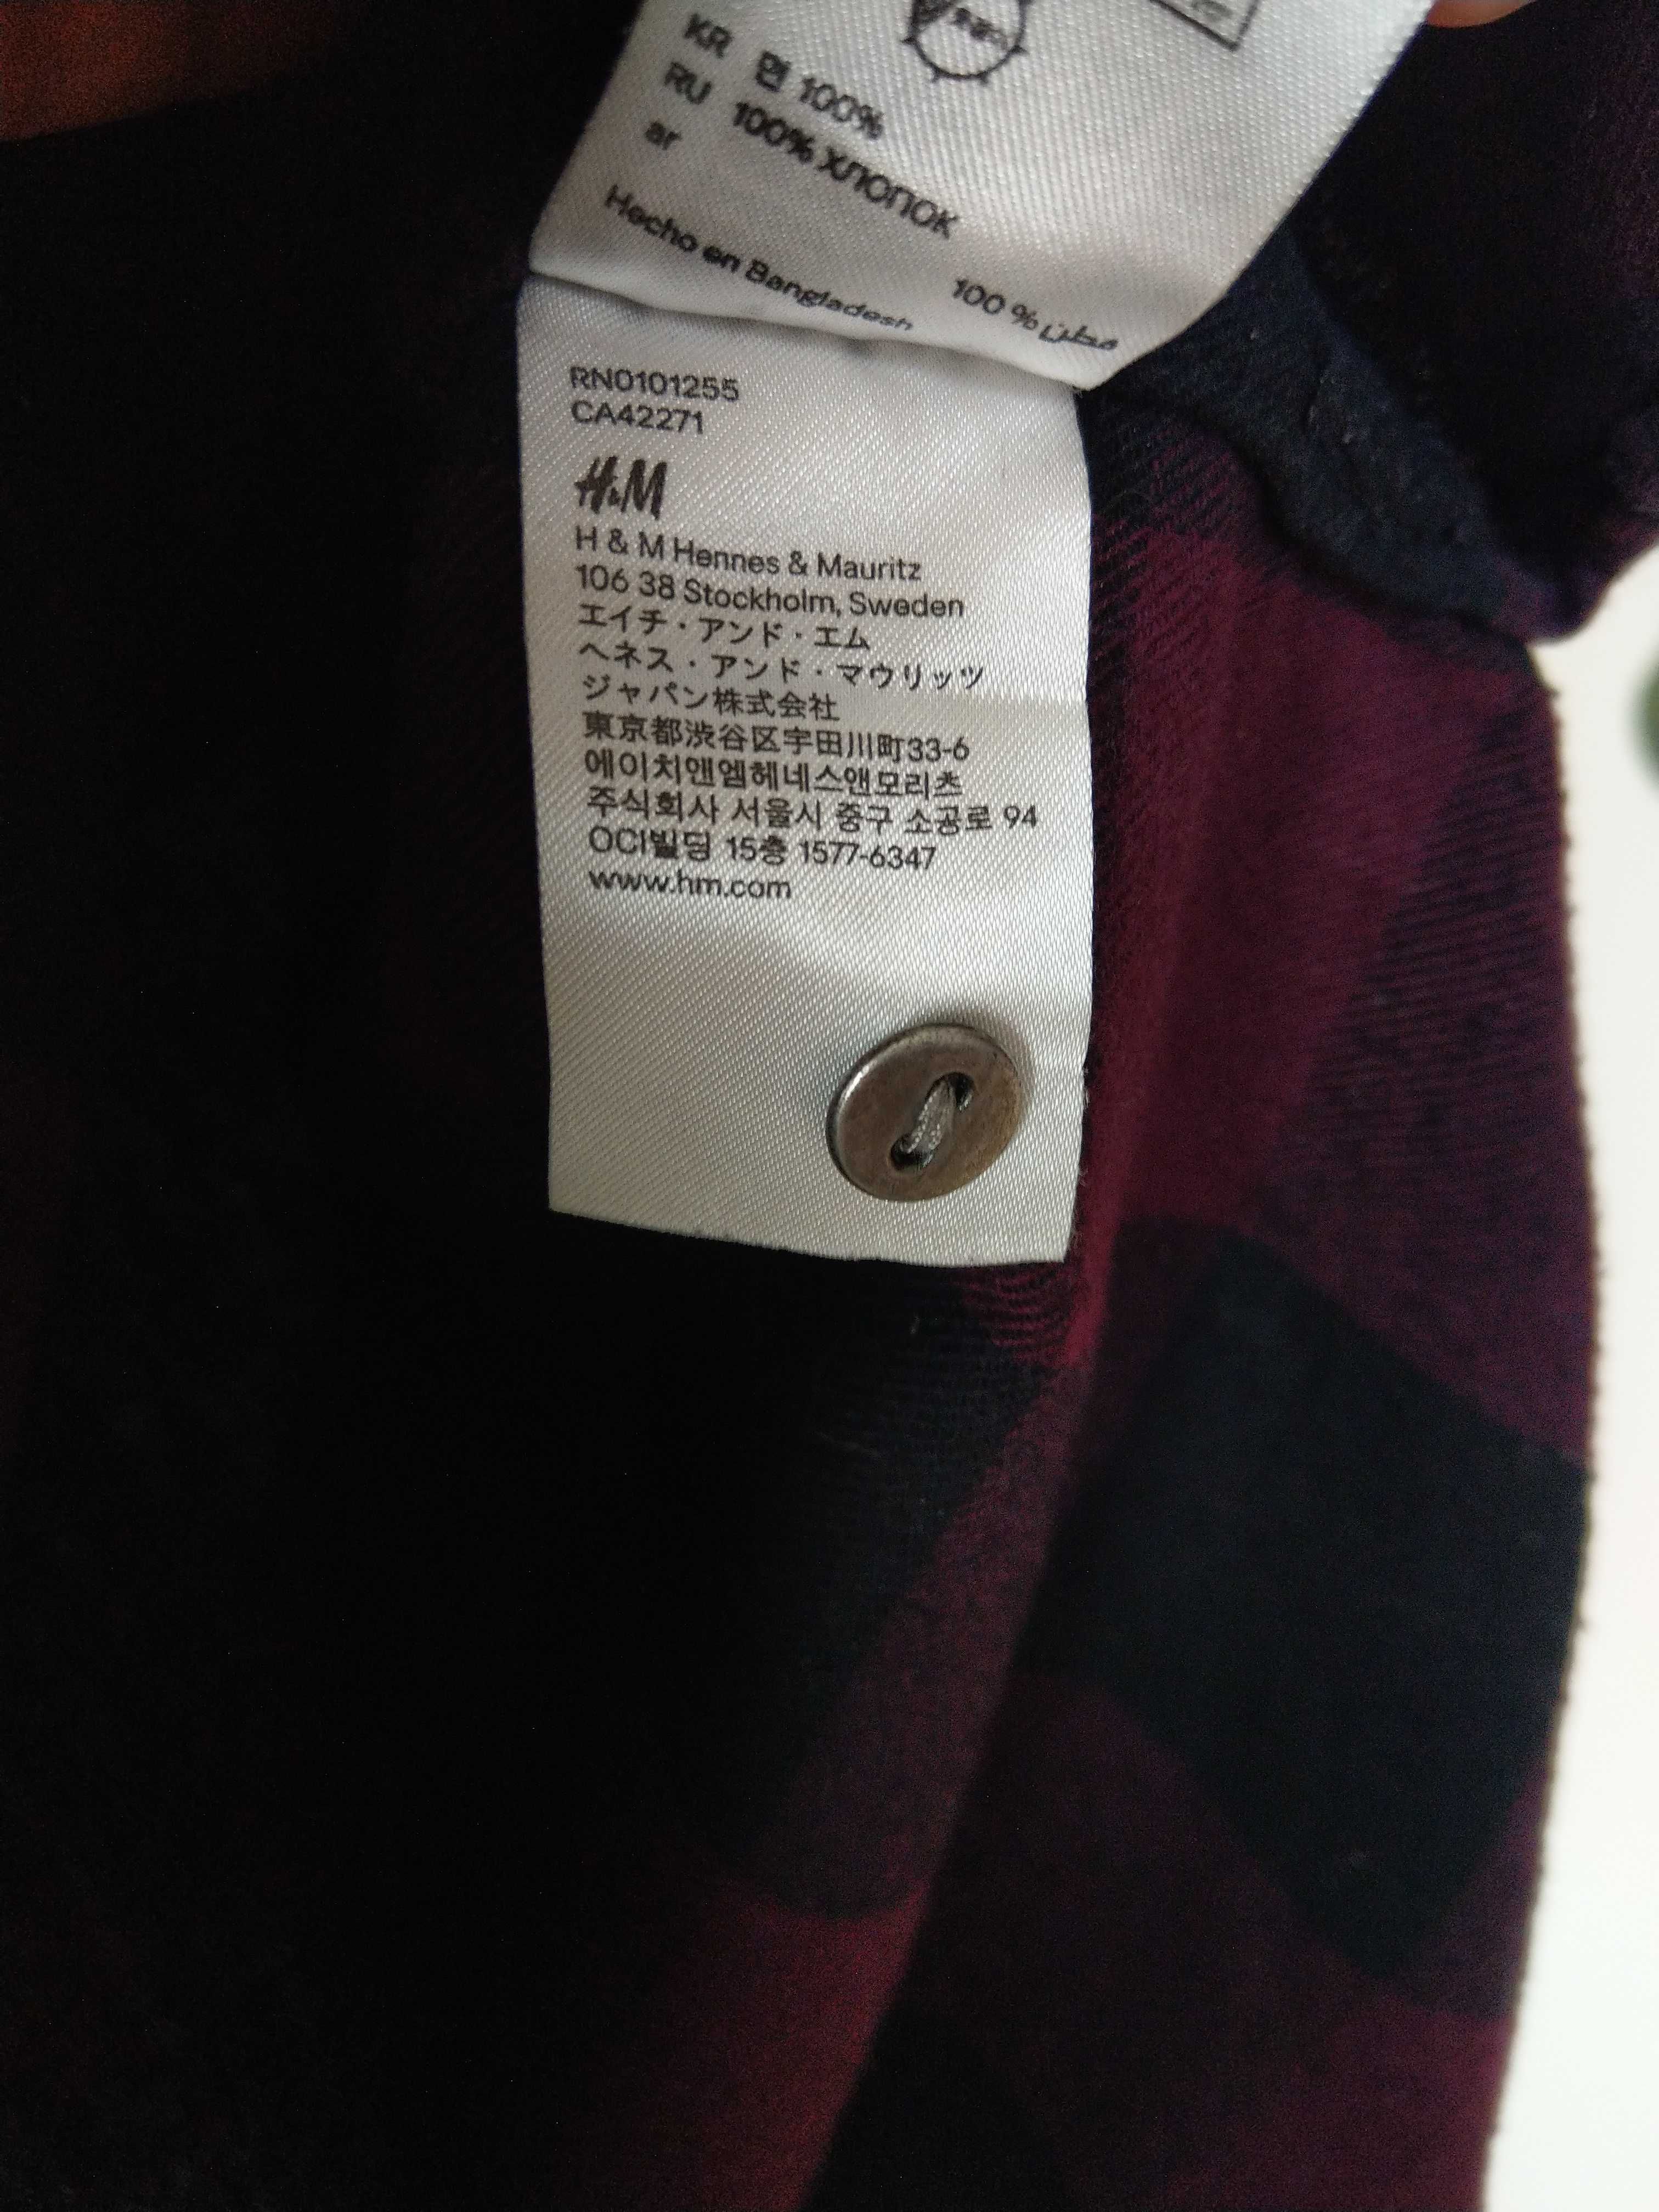 KR 면 100%
RU 100% хлопок
ar 100 % قطن
Hecho en Bangladesh
RN0101255
CA42271
H&M
H & M Hennes & Mauritz
106 38 Stockholm, Sweden
エイチ・アンド・エム
ヘネス・アンド・マウリッツ
ジャパン株式会社
東京都渋谷区宇田川町33-6
에이치앤엠헤네스앤모리츠
주식회사 서울시 중구 소공로 94
OCI빌딩 15층 1577-6347
www.hm.com